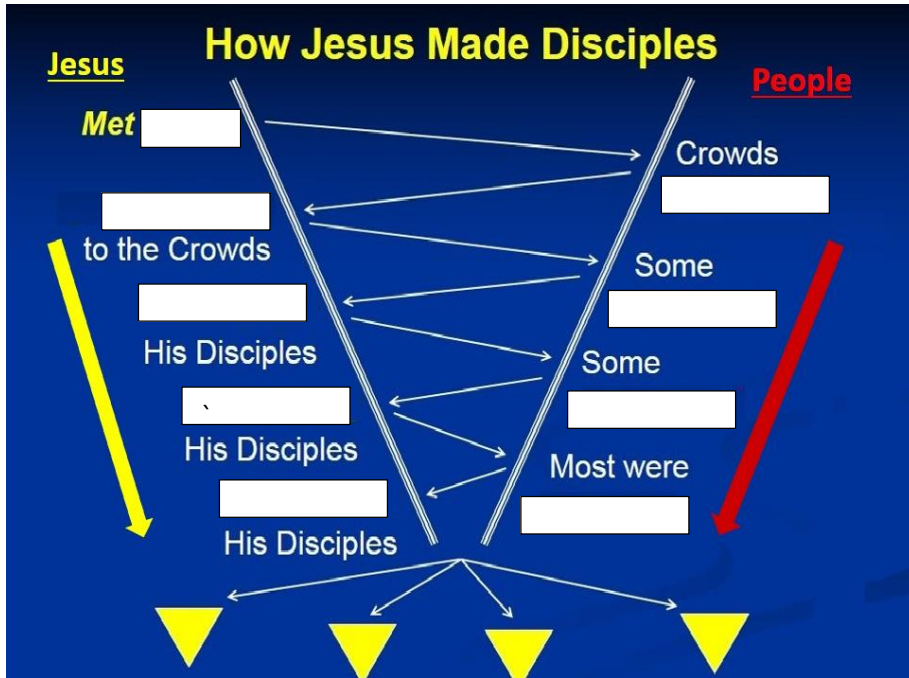 How Jesus Made Disciples
Jesus
People
Met
Crowds
to the Crowds
Some
His Disciples
Some
`
His Disciples
Most were
His Disciples